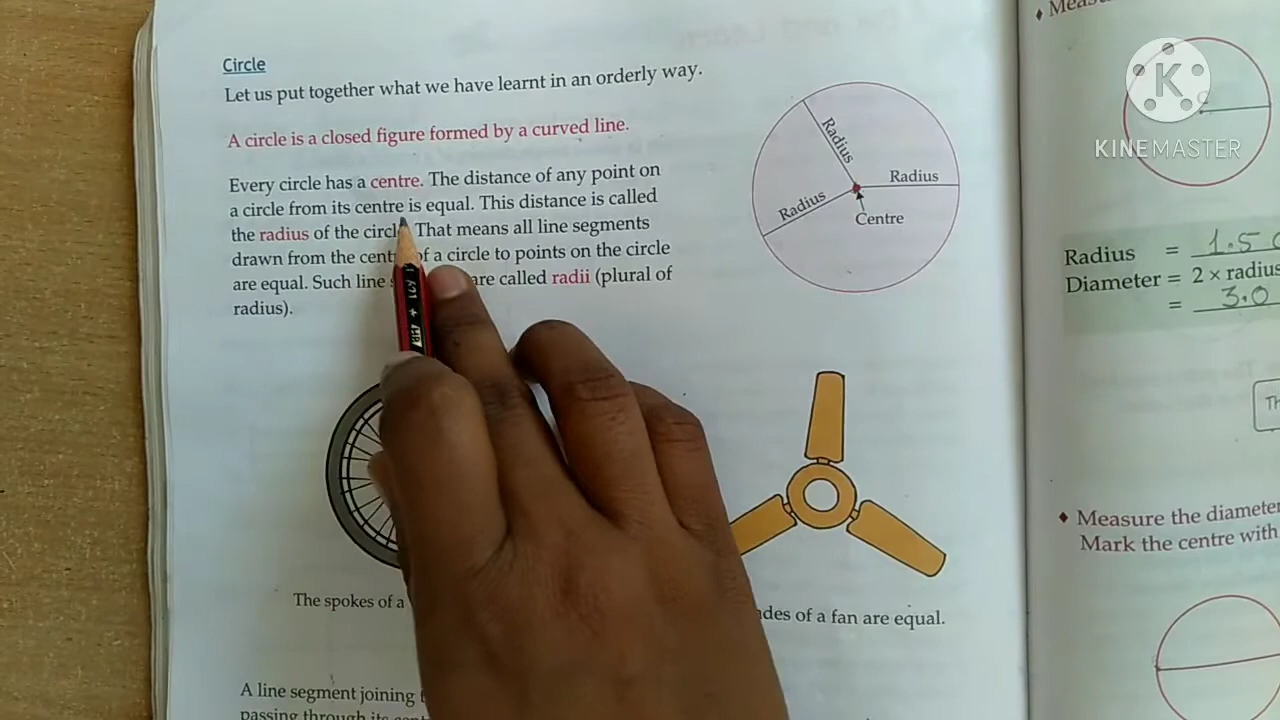 Circle
Let us put together what we have learnt in an orderly way.
A circle is a closed figure formed by a curved line.
Every circle has a centre. The distance of any point on
a circle from its centre is equal. This distance is called
the radius of the circle. That means all line segments
drawn from the centre of a circle to points on the circle
are equal. Such line are called radii (plural of
radius).
Radius
Radius
Radius
Centre
The spokes of a
of a fan are equal.
A line segment joining
passing through its
K
KINEMASTER
Radius = 1.5
Diameter = 2 × radius
= 3.0
Measure the diameter
Mark the centre with